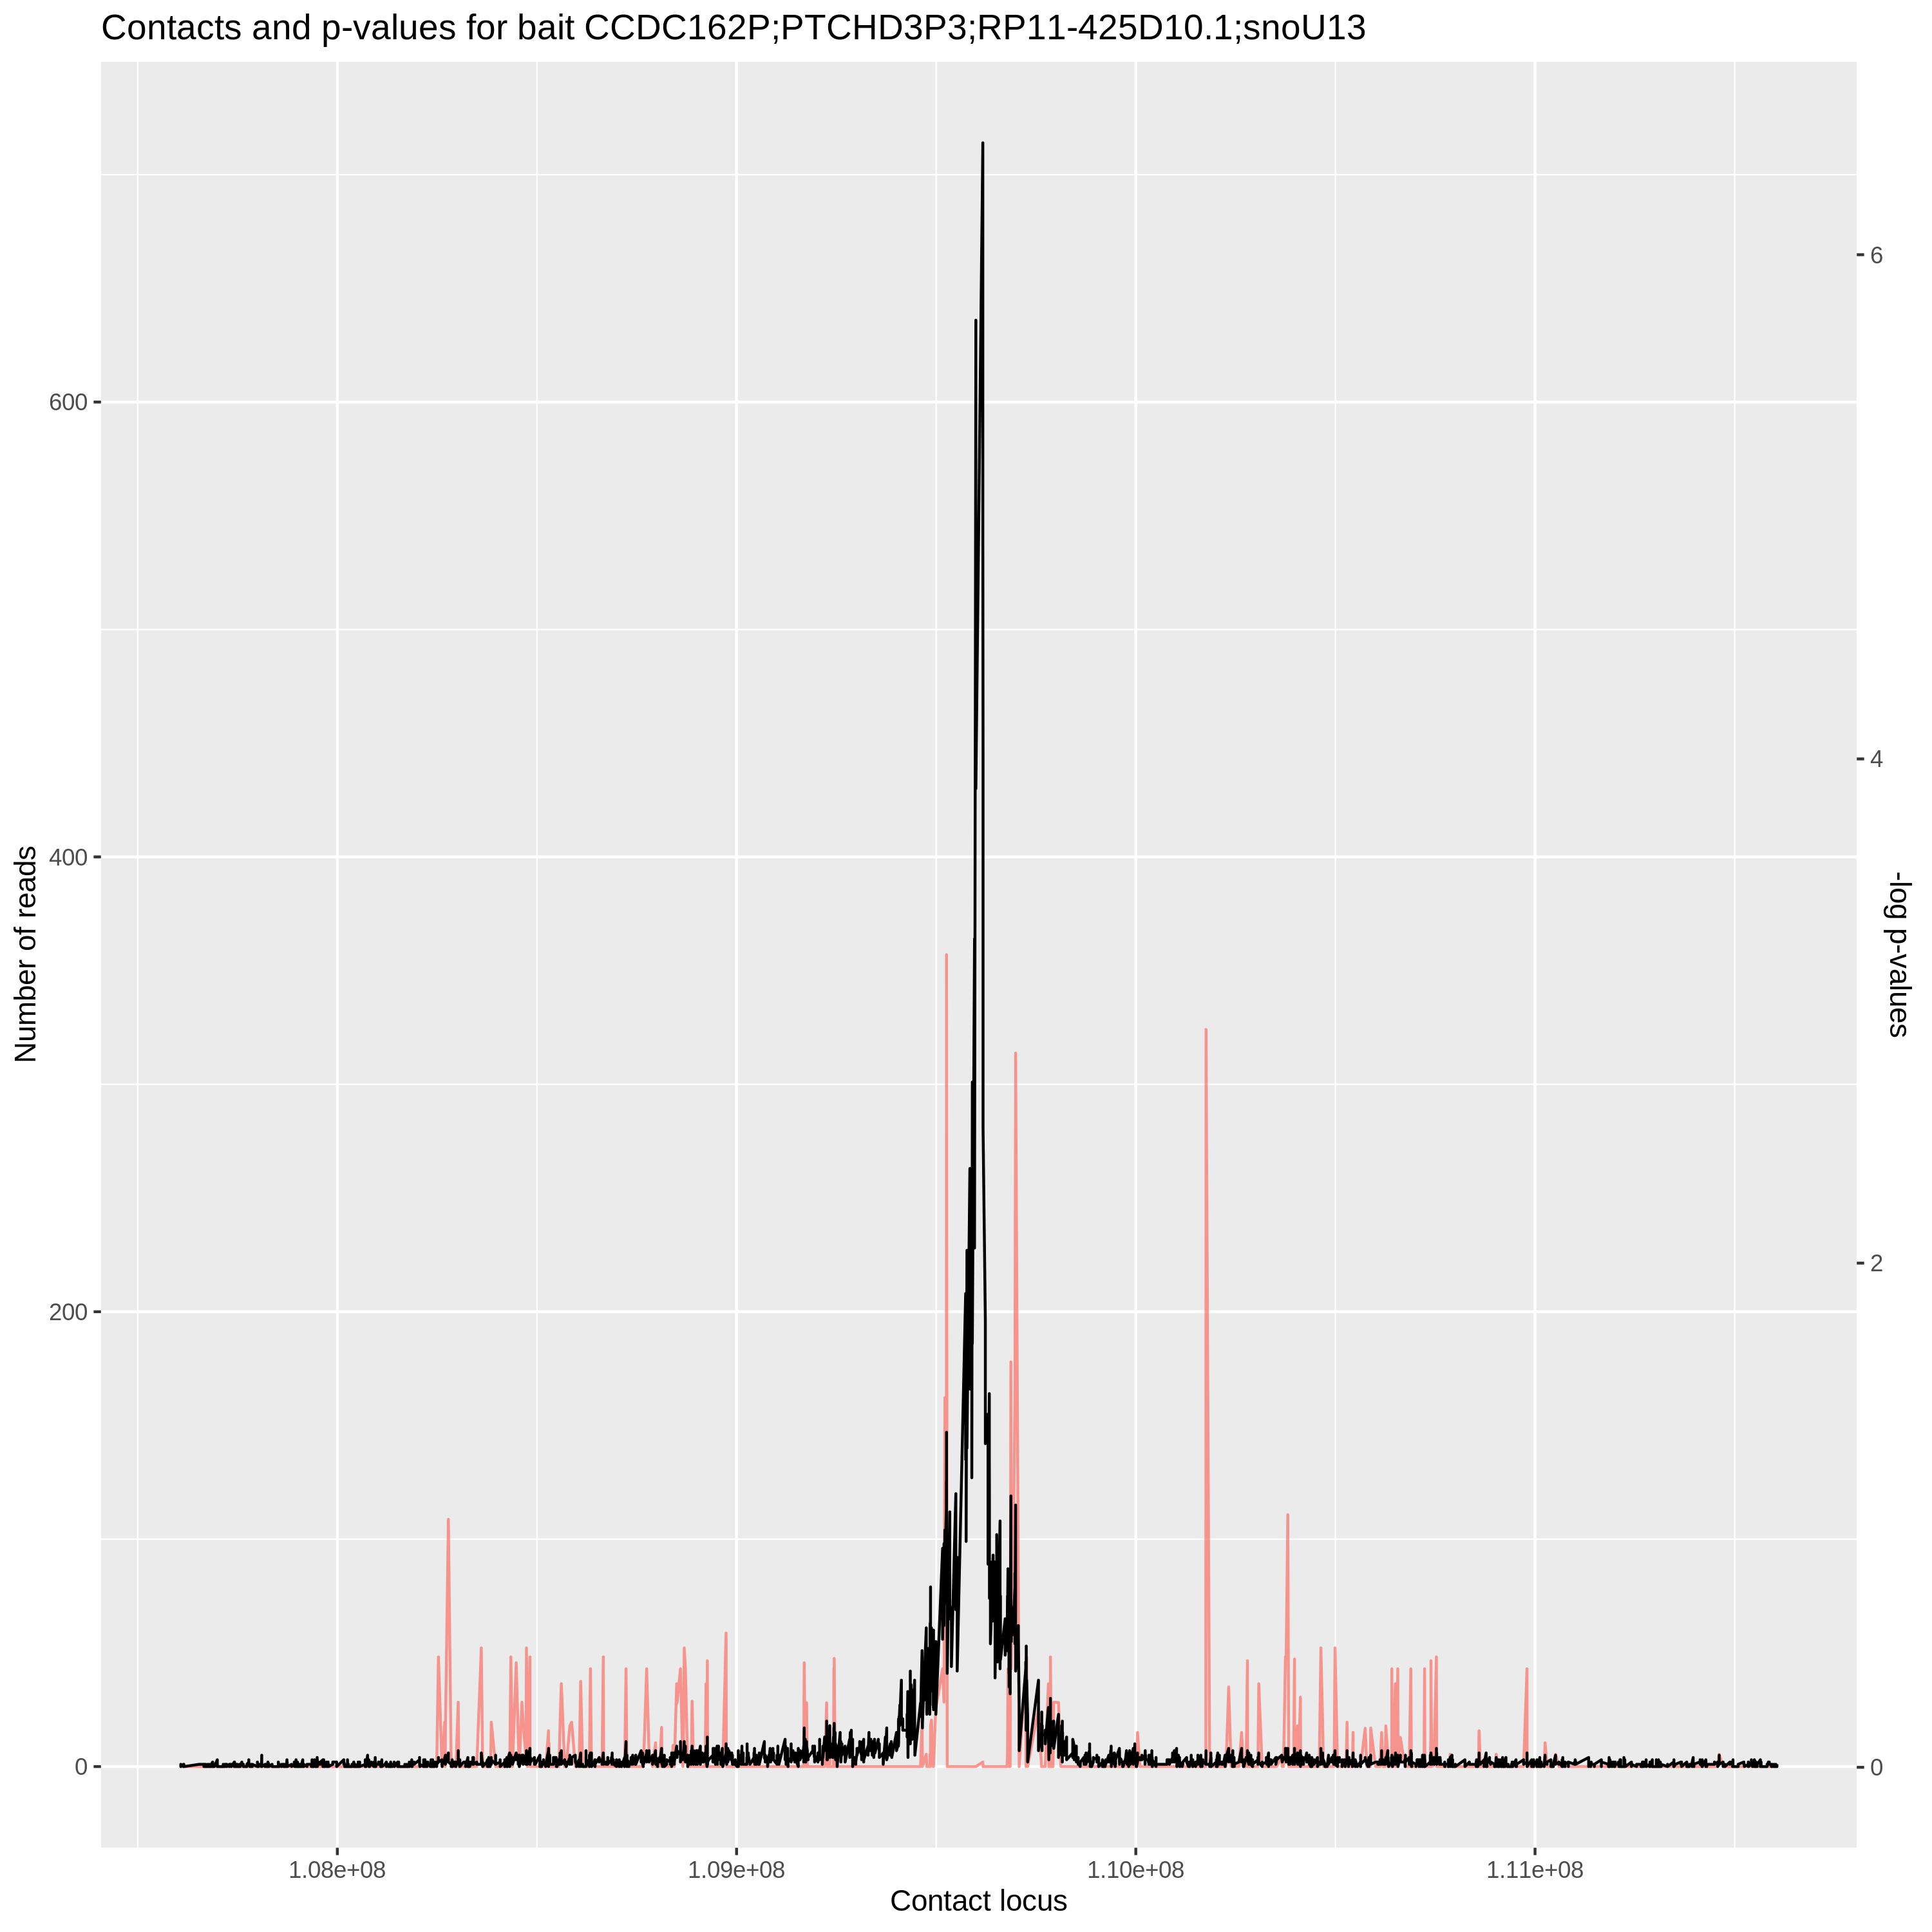 Contacts and p-values for bait CCDC162P;PTCHD3P3;RP11-425D10.1;snoU13
Number of reads
600
400
200
0
6
4
2
0
-log p-values
1.08e+08 1.09e+08 1.10e+08 1.11e+08
Contact locus